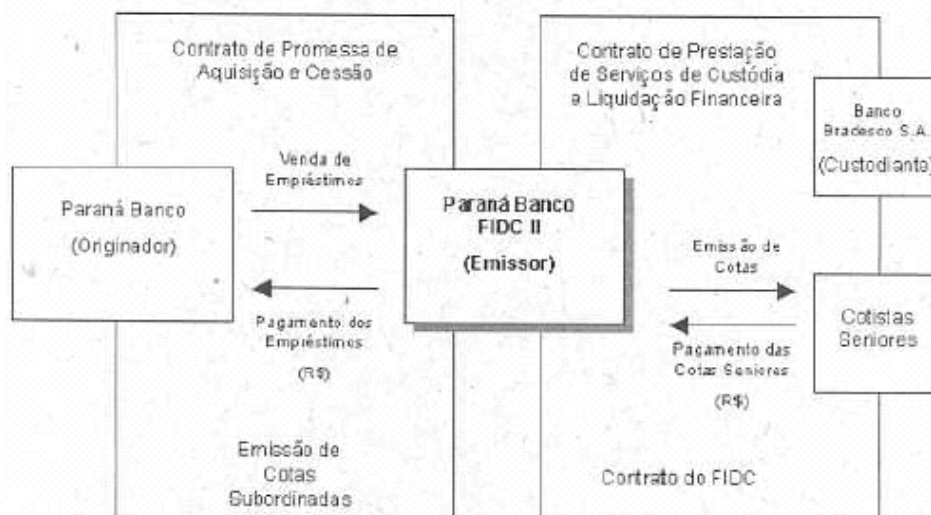 Contrato de Promessa de
Aquisição e Cessão
Contrato de Prestação
de Serviços de Custódia
e Liquidação Financeira
Banco
Bradesco S.A.
(Custodiante)
Venda de
Empréstimos
Paraná Banco
(Originador)
Paraná Banco
FIDC II
(Emissor)
Emissão de
Cotas
Cotistas
Seniores
Pagamento dos
Empréstimos
(R$)
Pagamento das
Cotas Seniores
(R$)
Emissão de
Cotas
Subordinadas
Contrato do FIDC